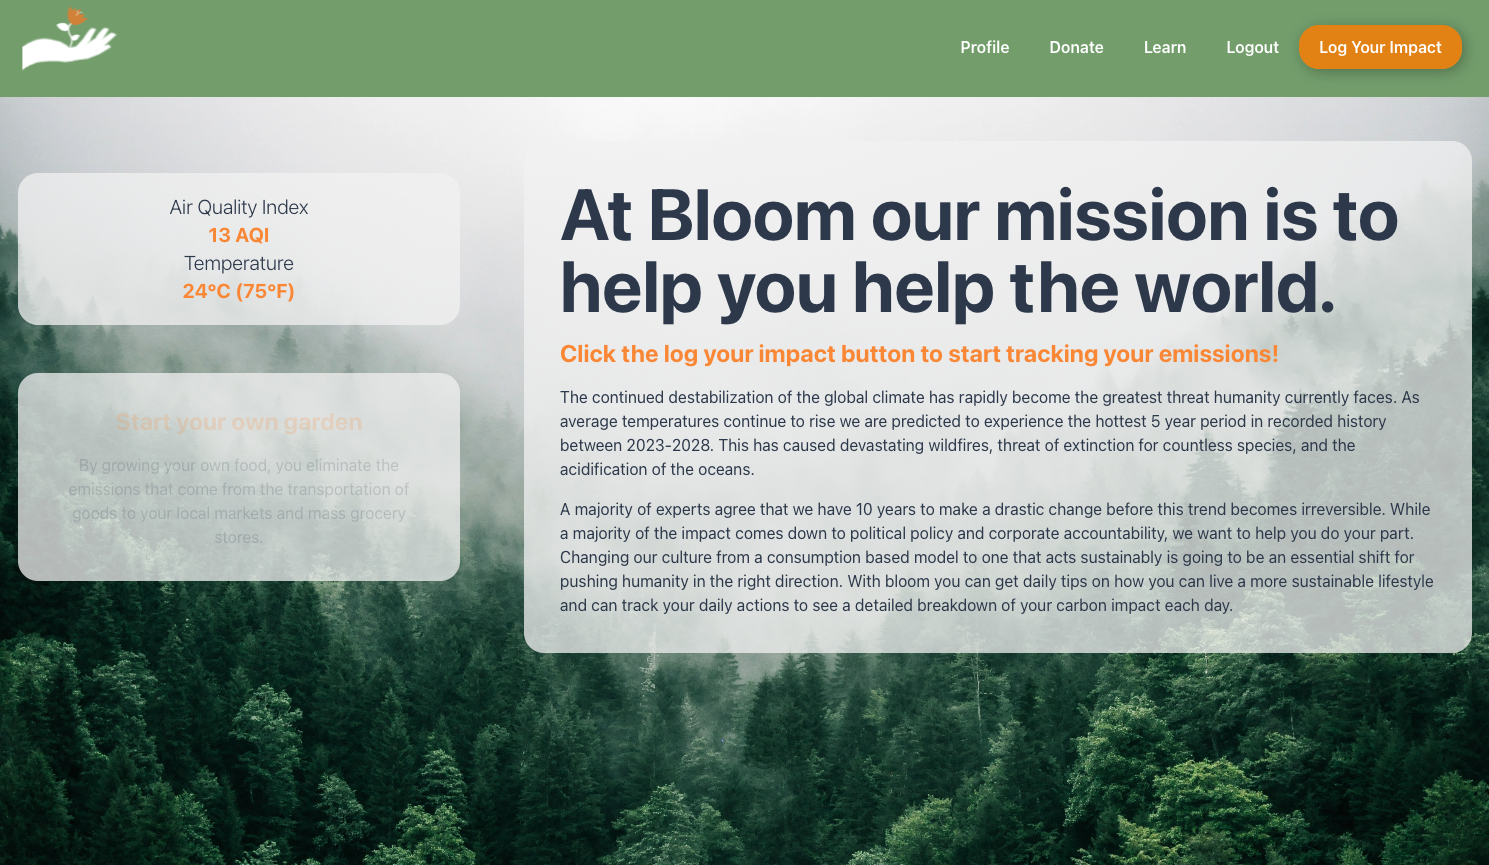 Profile
Donate
Learn
Logout
Log Your Impact
Air Quality Index
13 AQI
Temperature
24°C (75°F)
Start your own garden
By growing your own food, you eliminate the
emissions that come from the transportation of
goods to your local markets and mass grocery
stores.
At Bloom our mission is to
help you help the world.
Click the log your impact button to start tracking your emissions!
The continued destabilization of the global climate has rapidly become the greatest threat humanity currently faces. As
average temperatures continue to rise we are predicted to experience the hottest 5 year period in recorded history
between 2023-2028. This has caused devastating wildfires, threat of extinction for countless species, and the
acidification of the oceans.
A majority of experts agree that we have 10 years to make a drastic change before this trend becomes irreversible. While
a majority of the impact comes down to political policy and corporate accountability, we want to help you do your part.
Changing our culture from a consumption based model to one that acts sustainably is going to be an essential shift for
pushing humanity in the right direction. With bloom you can get daily tips on how you can live a more sustainable lifestyle
and can track your daily actions to see a detailed breakdown of your carbon impact each day.